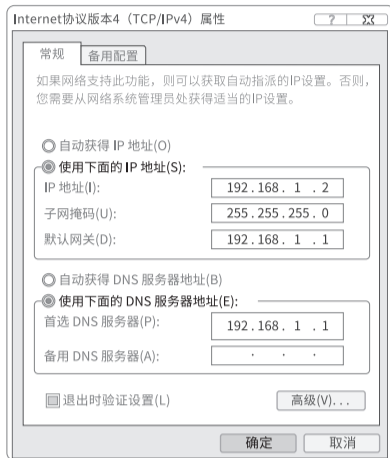 Internet协议版本4（TCP/IPv4）属性
常规 备用配置
如果网络支持此功能，则可以获取自动指派的IP设置。否则，
您需要从网络系统管理员处获得适当的IP设置。
自动获得 IP 地址(O)
使用下面的 IP 地址(S):
IP 地址(I): 192.168. 1 . 2
子网掩码(U): 255.255.255. 0
默认网关(D): 192.168. 1 . 1
自动获得 DNS 服务器地址(B)
使用下面的 DNS 服务器地址(E):
首选 DNS 服务器(P): 192.168. 1 . 1
备用 DNS 服务器(A): . . .
退出时验证设置(L) 高级(V)...
确定 取消